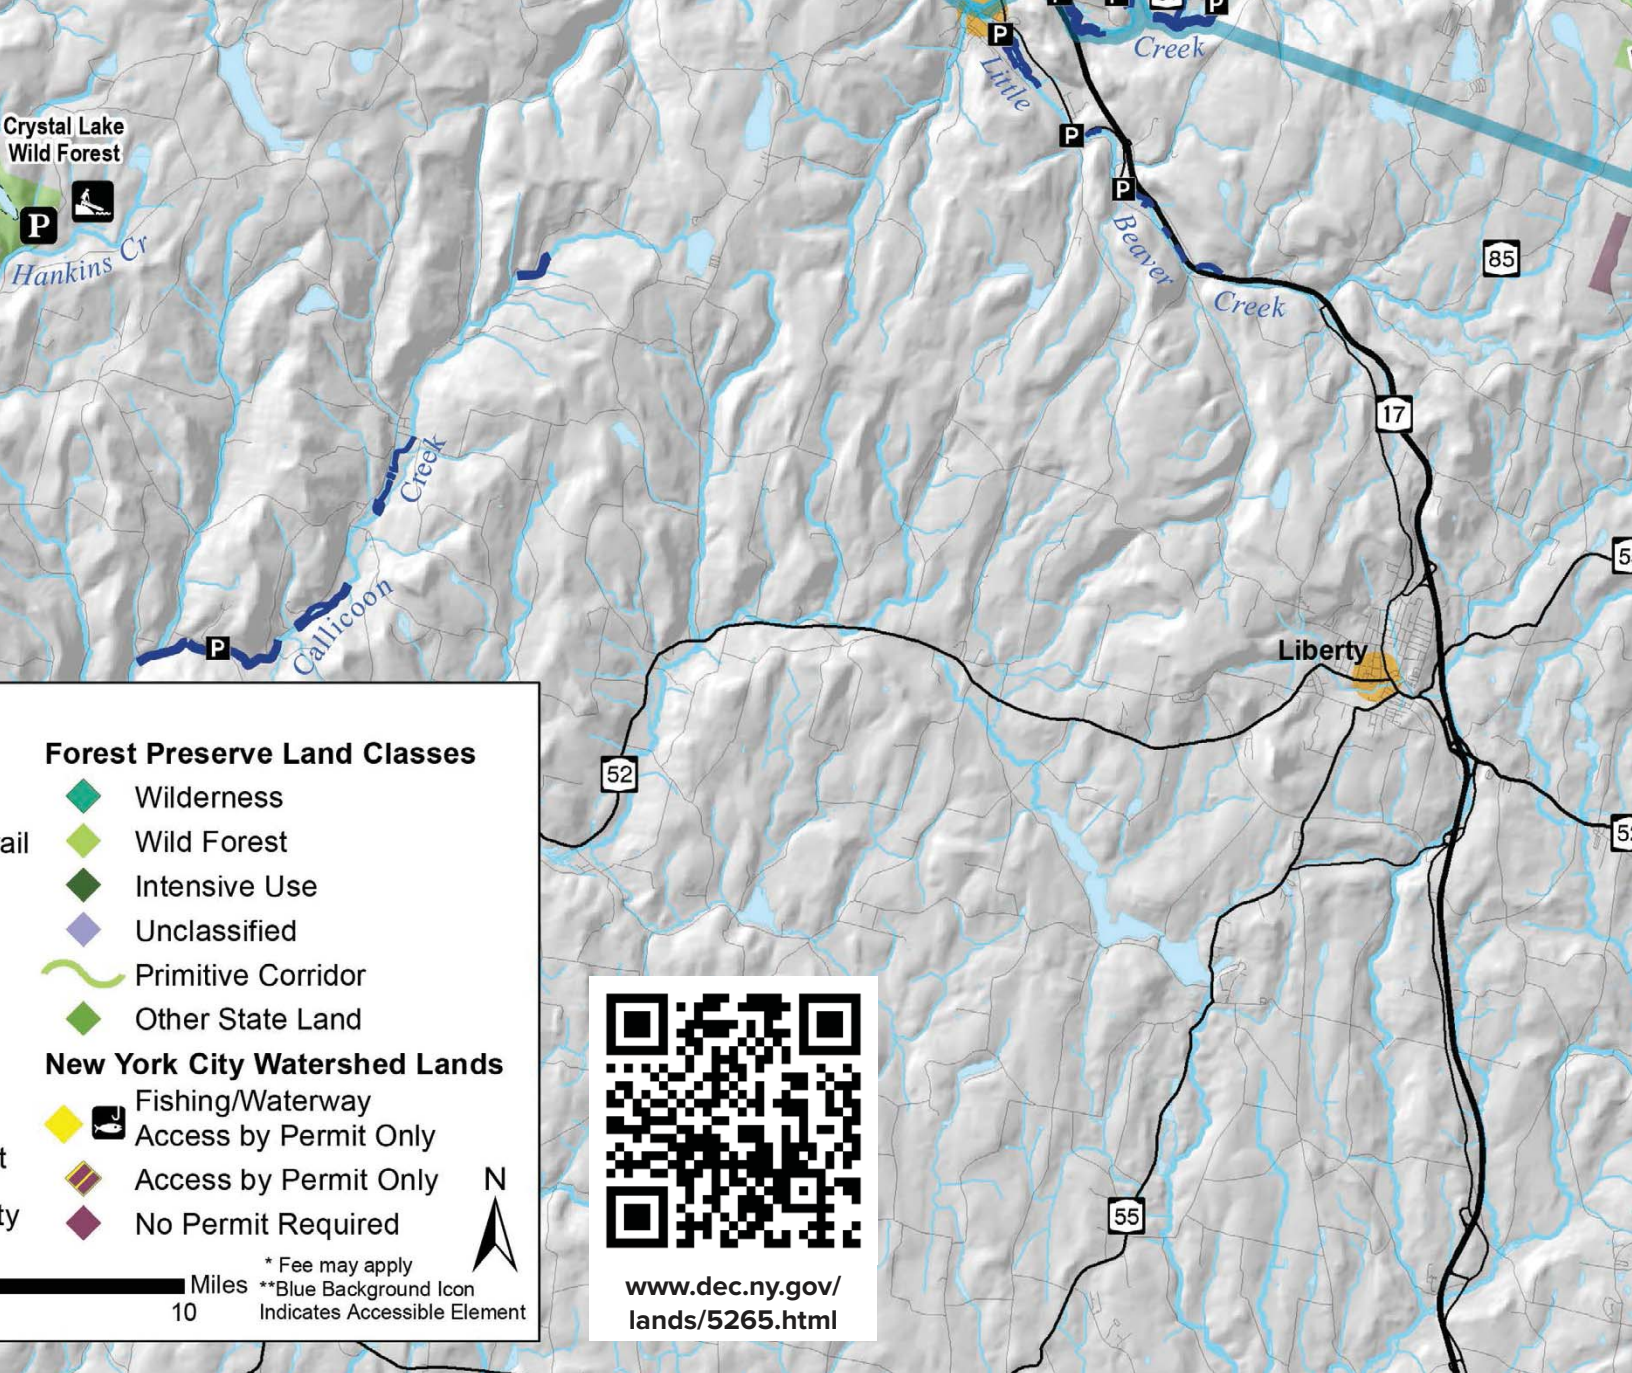 P
P
Creek
P
Little
Crystal Lake
Wild Forest
P
P
P
Hankins Cr
Beaver
85
Creek
17
Creek
Callicoon
P
Liberty
52
Forest Preserve Land Classes
Wilderness
ail
Wild Forest
Intensive Use
Unclassified
Primitive Corridor
Other State Land
New York City Watershed Lands
Fishing/Waterway
Access by Permit Only
t
Access by Permit Only
N
ty
No Permit Required
55
* Fee may apply
Miles
**Blue Background Icon
10
Indicates Accessible Element
www.dec.ny.gov/
lands/5265.html